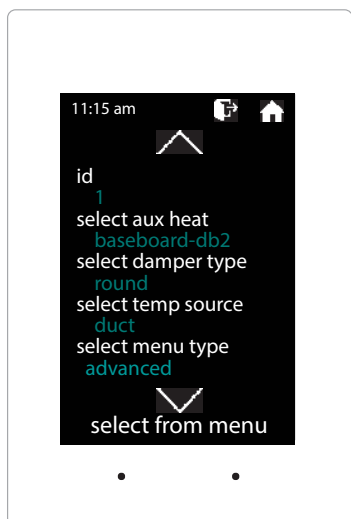 11:15 am
id
1
select aux heat
baseboard-db2
select damper type
round
select temp source
duct
select menu type
advanced
select from menu